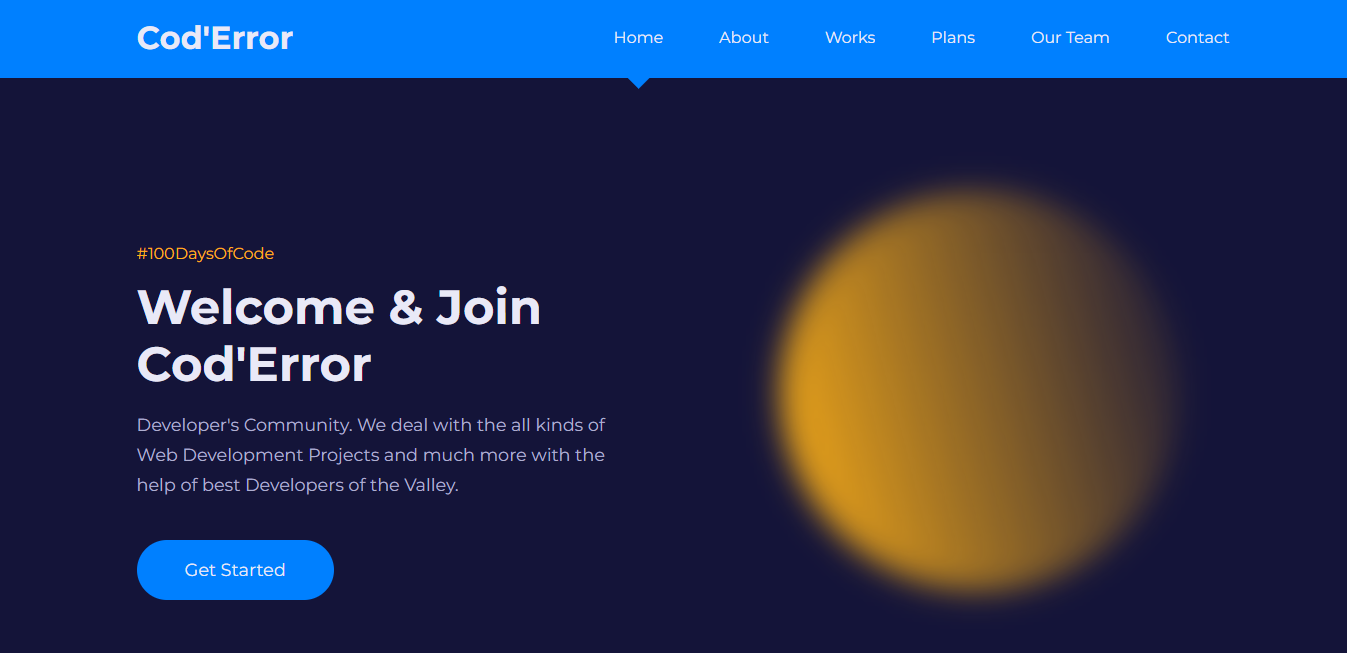 Cod'Error
Home About Works Plans Our Team Contact
#100DaysOfCode
Welcome & Join
Cod'Error
Developer's Community. We deal with the all kinds of
Web Development Projects and much more with the
help of best Developers of the Valley.
Get Started